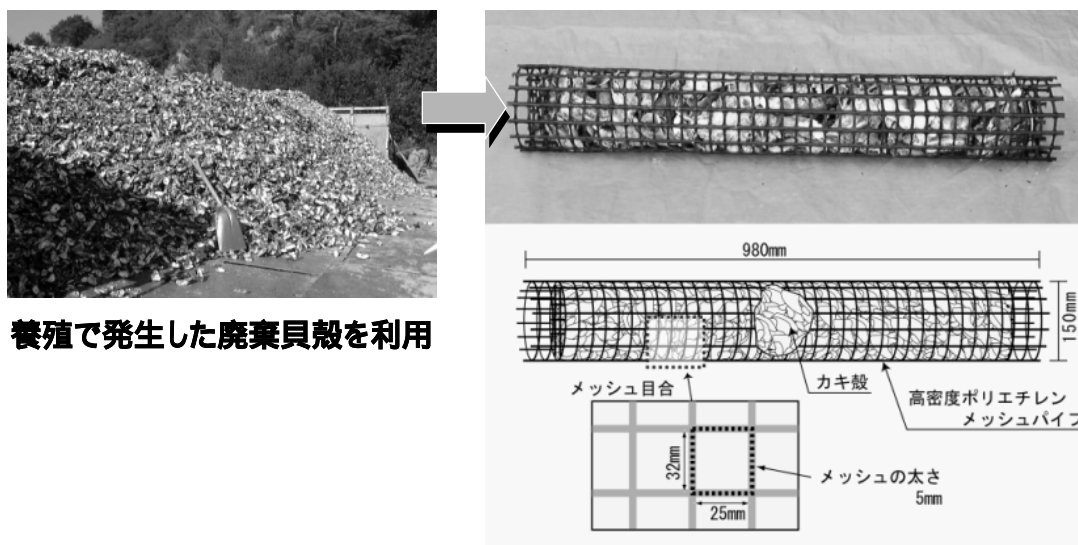 養殖で発生した廃棄貝殻を利用
980mm
150mm
メッシュ目合
カキ殻
高密度ポリエチレン
メッシュパイプ
32mm
25mm
メッシュの太さ
5mm